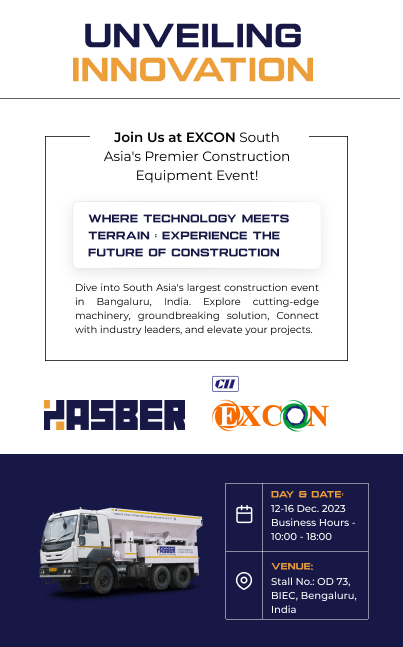 UNVEILING
INNOVATION
Join Us at EXCON South
Asia's Premier Construction
Equipment Event!
WHERE TECHNOLOGY MEETS
TERRAIN : EXPERIENCE THE
FUTURE OF CONSTRUCTION
Dive into South Asia's largest construction event
in Bangaluru, India. Explore cutting-edge
machinery, groundbreaking solution, Connect
with industry leaders, and elevate your projects.
CII
HASBER
EXCON
DAY & DATE:
12-16 Dec. 2023
Business Hours -
10:00 - 18:00
HASBER
VENUE:
Stall No.: OD 73,
BIEC, Bengaluru,
India